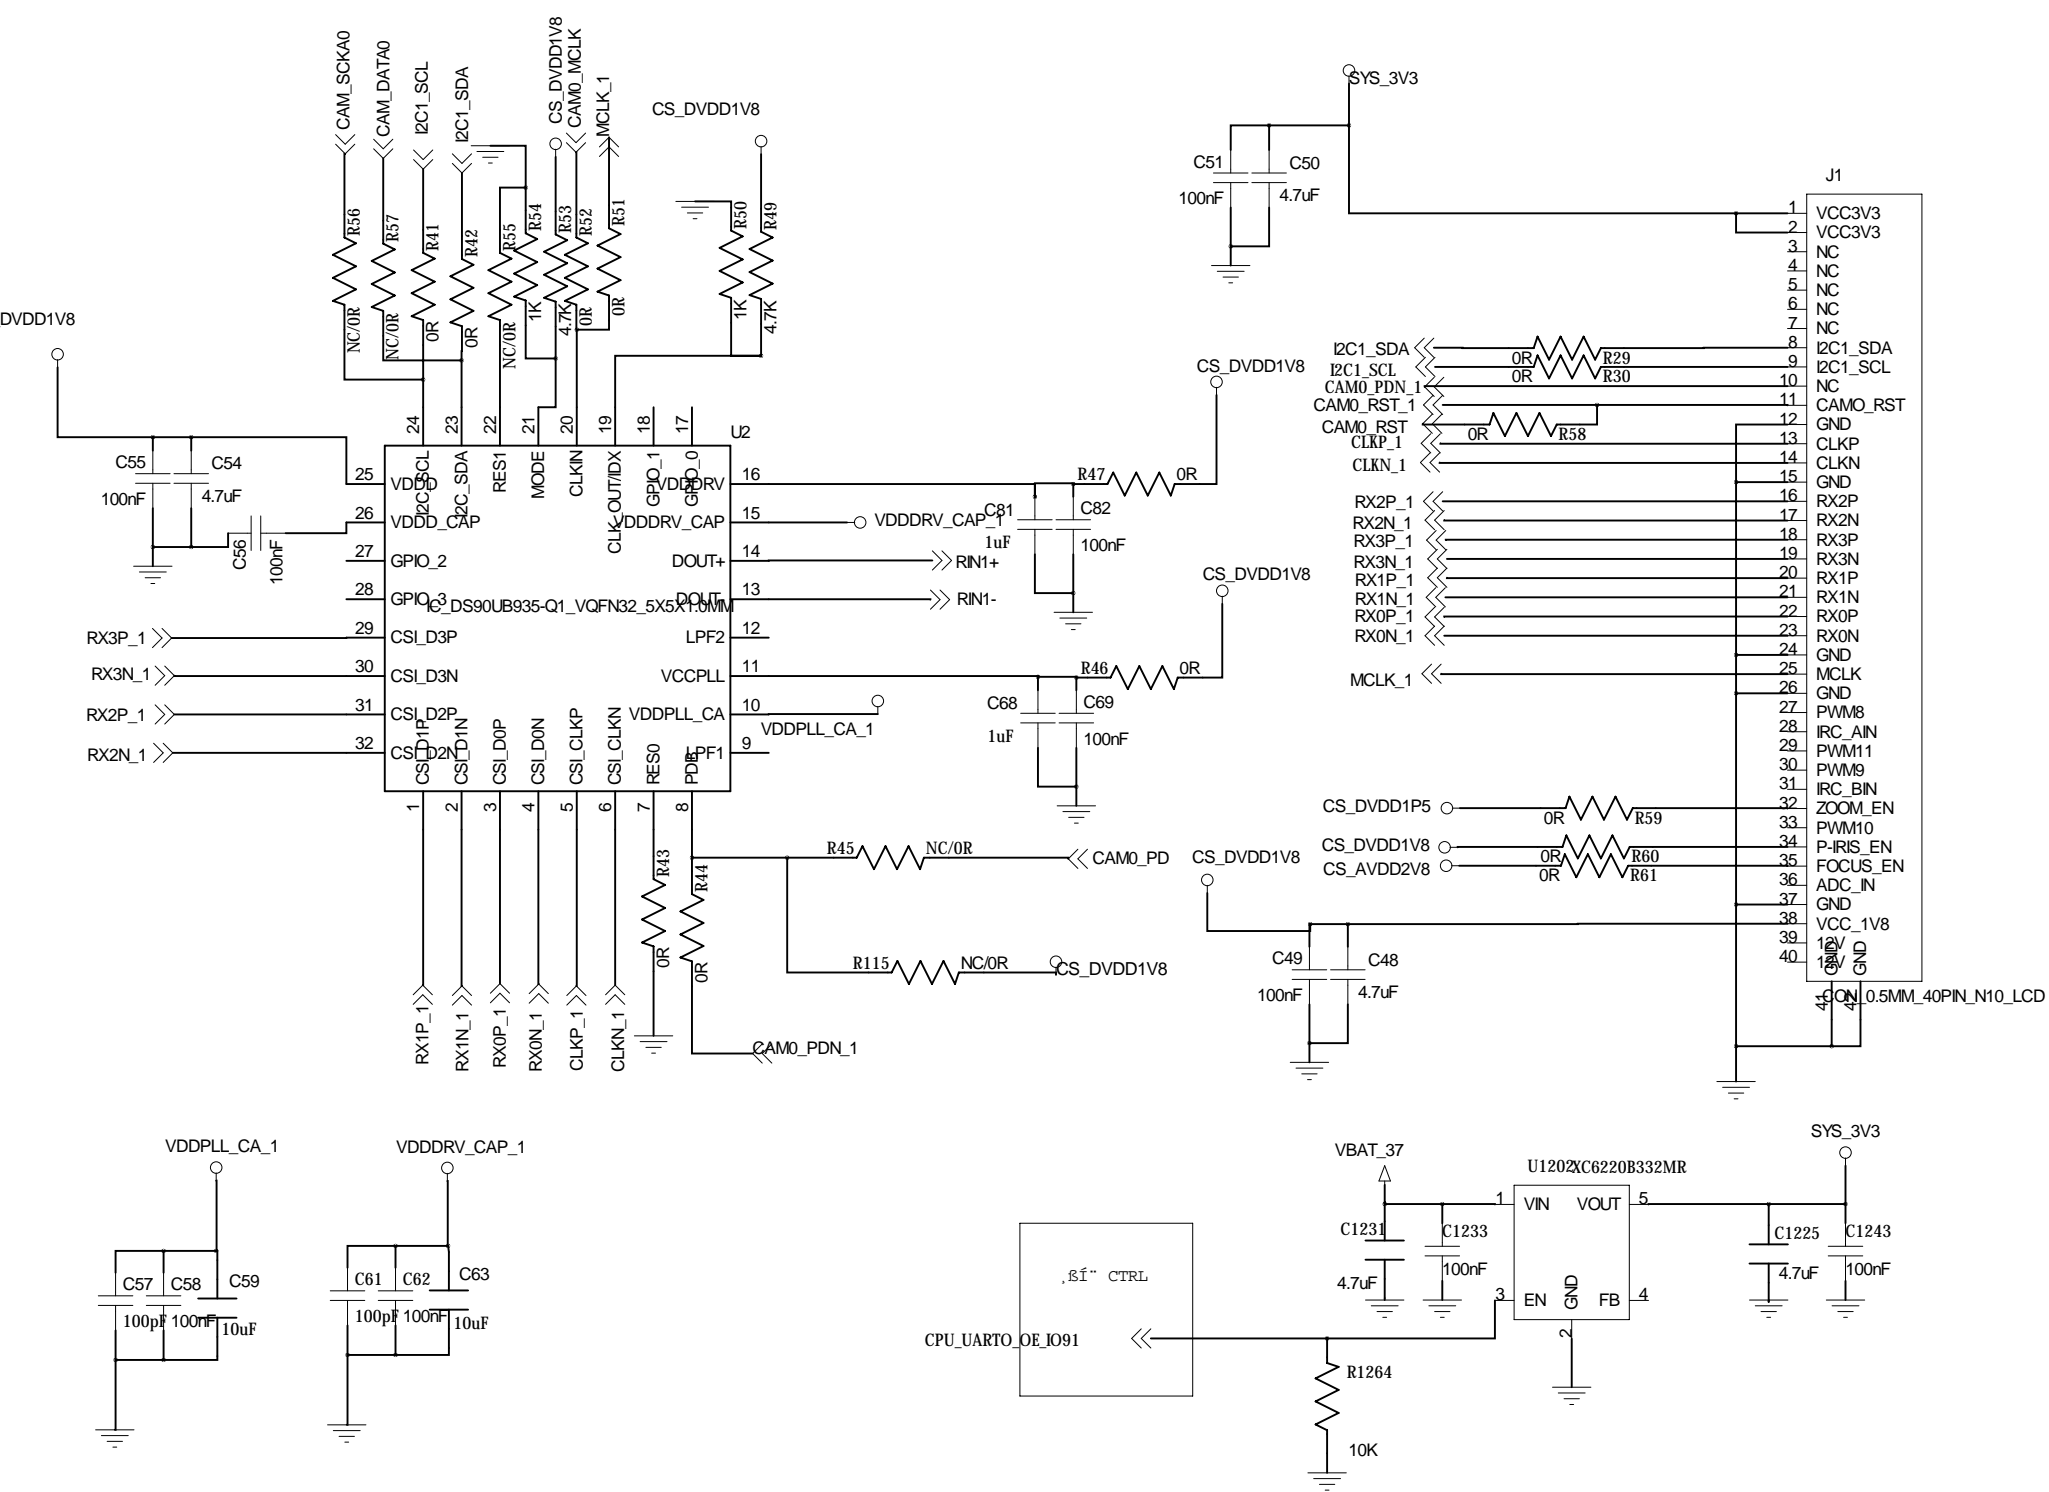 CAM_SCKA0
CAM_DATA0
I2C1_SCL
I2C1_SDA
CS_DVDD1V8
CAM0_MCLK
MCLK_1
CS_DVDD1V8
R56
R57
R41
R42
R55
R54
R53
R52
R51
R50
R49
NC/0R
NC/0R
0R
0R
NC/0R
1K
4.7K
0R
0R
1K
4.7K
DVDD1V8
C55
100nF
C54
4.7uF
C56
100nF
24
23
22
21
20
19
18
17
U2
I2C_SCL
I2C_SDA
RES1
MODE
CLKIN
CLK_OUT/IDX
GPIO_1
GPIO_0
25 VDDD
26 VDDD_CAP
27 GPIO_2
28 GPIO_3
29 CSI_D3P
30 CSI_D3N
31 CSI_D2P
32 CSI_D2N
IC_DS90UB935-Q1_VQFN32_5X5X1.0MM
VDDDRV 16
VDDDRV_CAP 15
DOUT+ 14
DOUT- 13
LPF2 12
VCCPLL 11
VDDPLL_CA 10
LPF1 9
CSI_D1P
CSI_D1N
CSI_D0P
CSI_D0N
CSI_CLKP
CSI_CLKN
RES0
PDB
1
2
3
4
5
6
7
8
RX3P_1
RX3N_1
RX2P_1
RX2N_1
RX1P_1
RX1N_1
RX0P_1
RX0N_1
CLKP_1
CLKN_1
R43
0R
R44
0R
R45 NC/0R
CAM0_PD
R115 NC/0R
CS_DVDD1V8
CAM0_PDN_1
R47 0R
CS_DVDD1V8
VDDDRV_CAP_1
C81
1uF
C82
100nF
RIN1+
RIN1-
CS_DVDD1V8
R46 0R
C68
1uF
C69
100nF
VDDPLL_CA_1
SYS_3V3
C51
100nF
C50
4.7uF
J1
1 VCC3V3
2 VCC3V3
3 NC
4 NC
5 NC
6 NC
7 NC
I2C1_SDA 0R R29 8 I2C1_SDA
I2C1_SCL 0R R30 9 I2C1_SCL
CAM0_PDN_1 10 NC
CAM0_RST_1 11 CAMO_RST
CAM0_RST 0R R58 12 GND
CLKP_1 13 CLKP
CLKN_1 14 CLKN
15 GND
RX2P_1 16 RX2P
RX2N_1 17 RX2N
RX3P_1 18 RX3P
RX3N_1 19 RX3N
RX1P_1 20 RX1P
RX1N_1 21 RX1N
RX0P_1 22 RX0P
RX0N_1 23 RX0N
24 GND
MCLK_1 25 MCLK
26 GND
27 PWM8
28 IRC_AIN
29 PWM11
30 PWM9
31 IRC_BIN
CS_DVDD1P5 0R R59 32 ZOOM_EN
33 PWM10
CS_DVDD1V8 0R R60 34 P-IRIS_EN
CS_AVDD2V8 0R R61 35 FOCUS_EN
36 ADC_IN
37 GND
38 VCC_1V8
39 12V
40 12V
GND
GND
41
42
CON_0.5MM_40PIN_N10_LCD
CS_DVDD1V8
C49
100nF
C48
4.7uF
VDDPLL_CA_1
C57
100pF
C58
100nF
C59
10uF
VDDDRV_CAP_1
C61
100pF
C62
100nF
C63
10uF
¸ßÍ¨ CTRL
CPU_UARTO_OE_IO91
R1264
10K
VBAT_37
C1231
4.7uF
C1233
100nF
U1202 XC6220B332MR
1 VIN
VOUT 5
3 EN
GND
FB 4
2
SYS_3V3
C1225
4.7uF
C1243
100nF